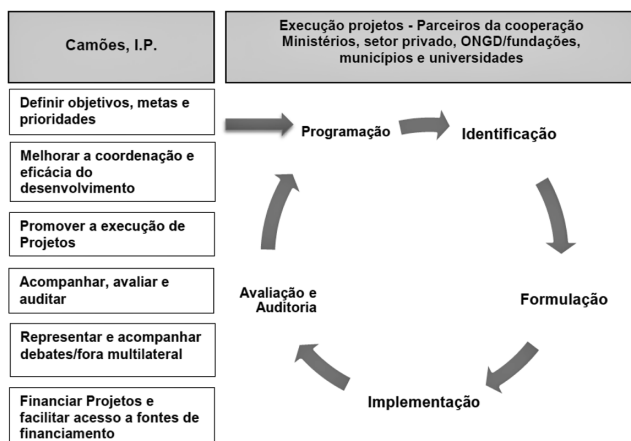 Camões, I.P.
Execução projetos - Parceiros da cooperação
Ministérios, setor privado, ONGD/fundações,
municípios e universidades
Definir objetivos, metas e
prioridades
Melhorar a coordenação e
eficácia do
desenvolvimento
Promover a execução de
Projetos
Acompanhar, avaliar e
auditar
Representar e acompanhar
debates/fora multilateral
Financiar Projetos e
facilitar acesso a fontes de
financiamento
Programação
Identificação
Formulação
Implementação
Avaliação e
Auditoria